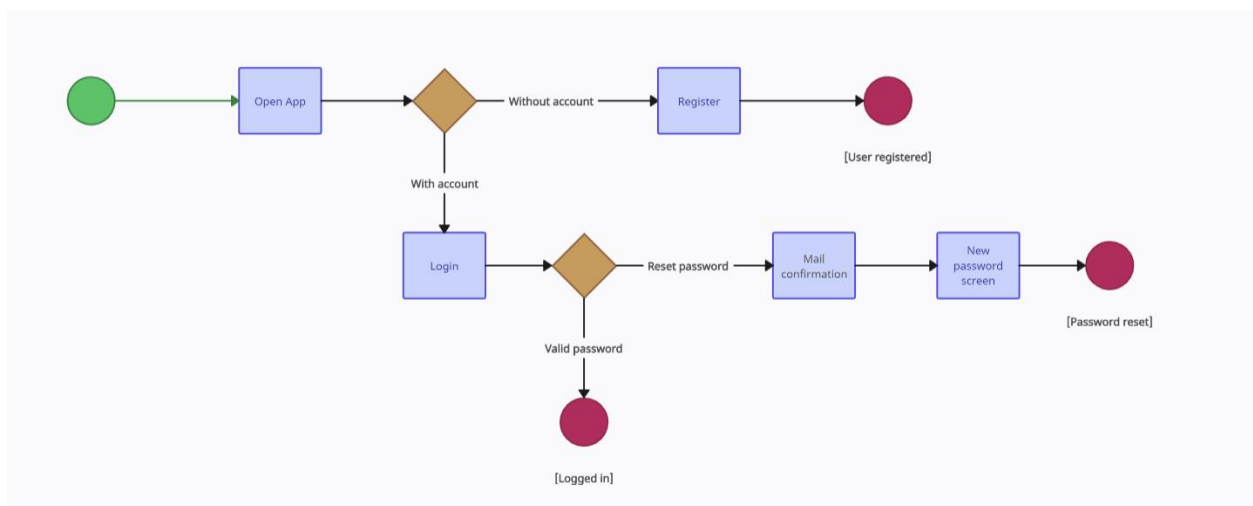 Open App
Without account
Register
[User registered]
With account
Login
Reset password
Mail
confirmation
New
password
screen
[Password reset]
Valid password
[Logged in]